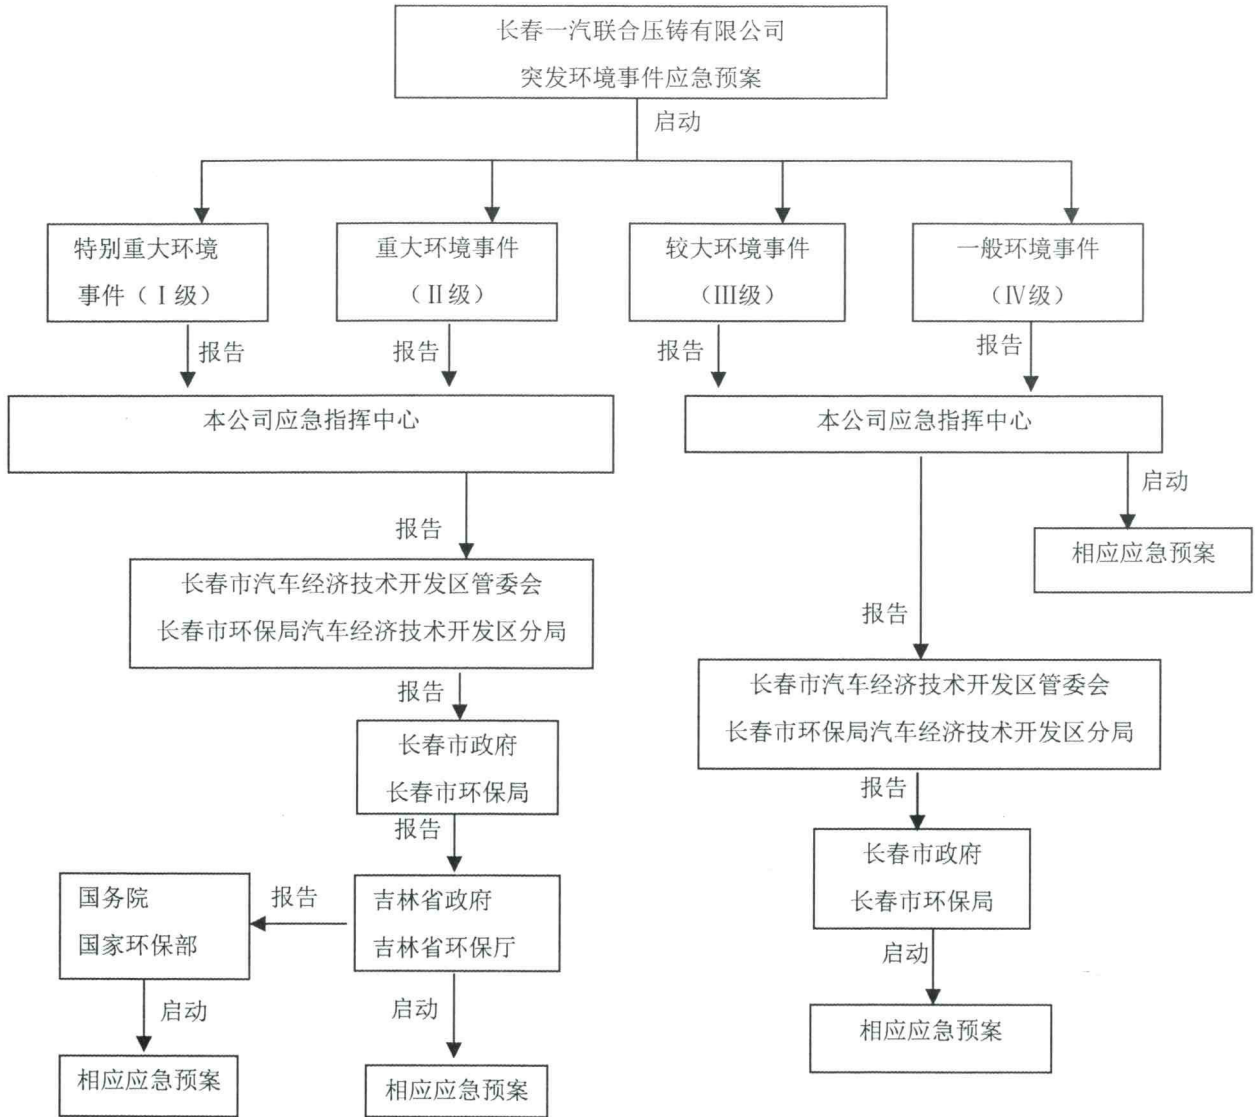 长春一汽联合压铸有限公司
突发环境事件应急预案
启动
特别重大环境
事件（Ⅰ级）
重大环境事件
（Ⅱ级）
较大环境事件
（Ⅲ级）
一般环境事件
（Ⅳ级）
报告
报告
报告
报告
本公司应急指挥中心
本公司应急指挥中心
启动
报告
相应应急预案
长春市汽车经济技术开发区管委会
长春市环保局汽车经济技术开发区分局
报告
报告
长春市汽车经济技术开发区管委会
长春市环保局汽车经济技术开发区分局
长春市政府
长春市环保局
报告
报告
长春市政府
长春市环保局
国务院
国家环保部
报告
吉林省政府
吉林省环保厅
启动
启动
启动
相应应急预案
相应应急预案
相应应急预案